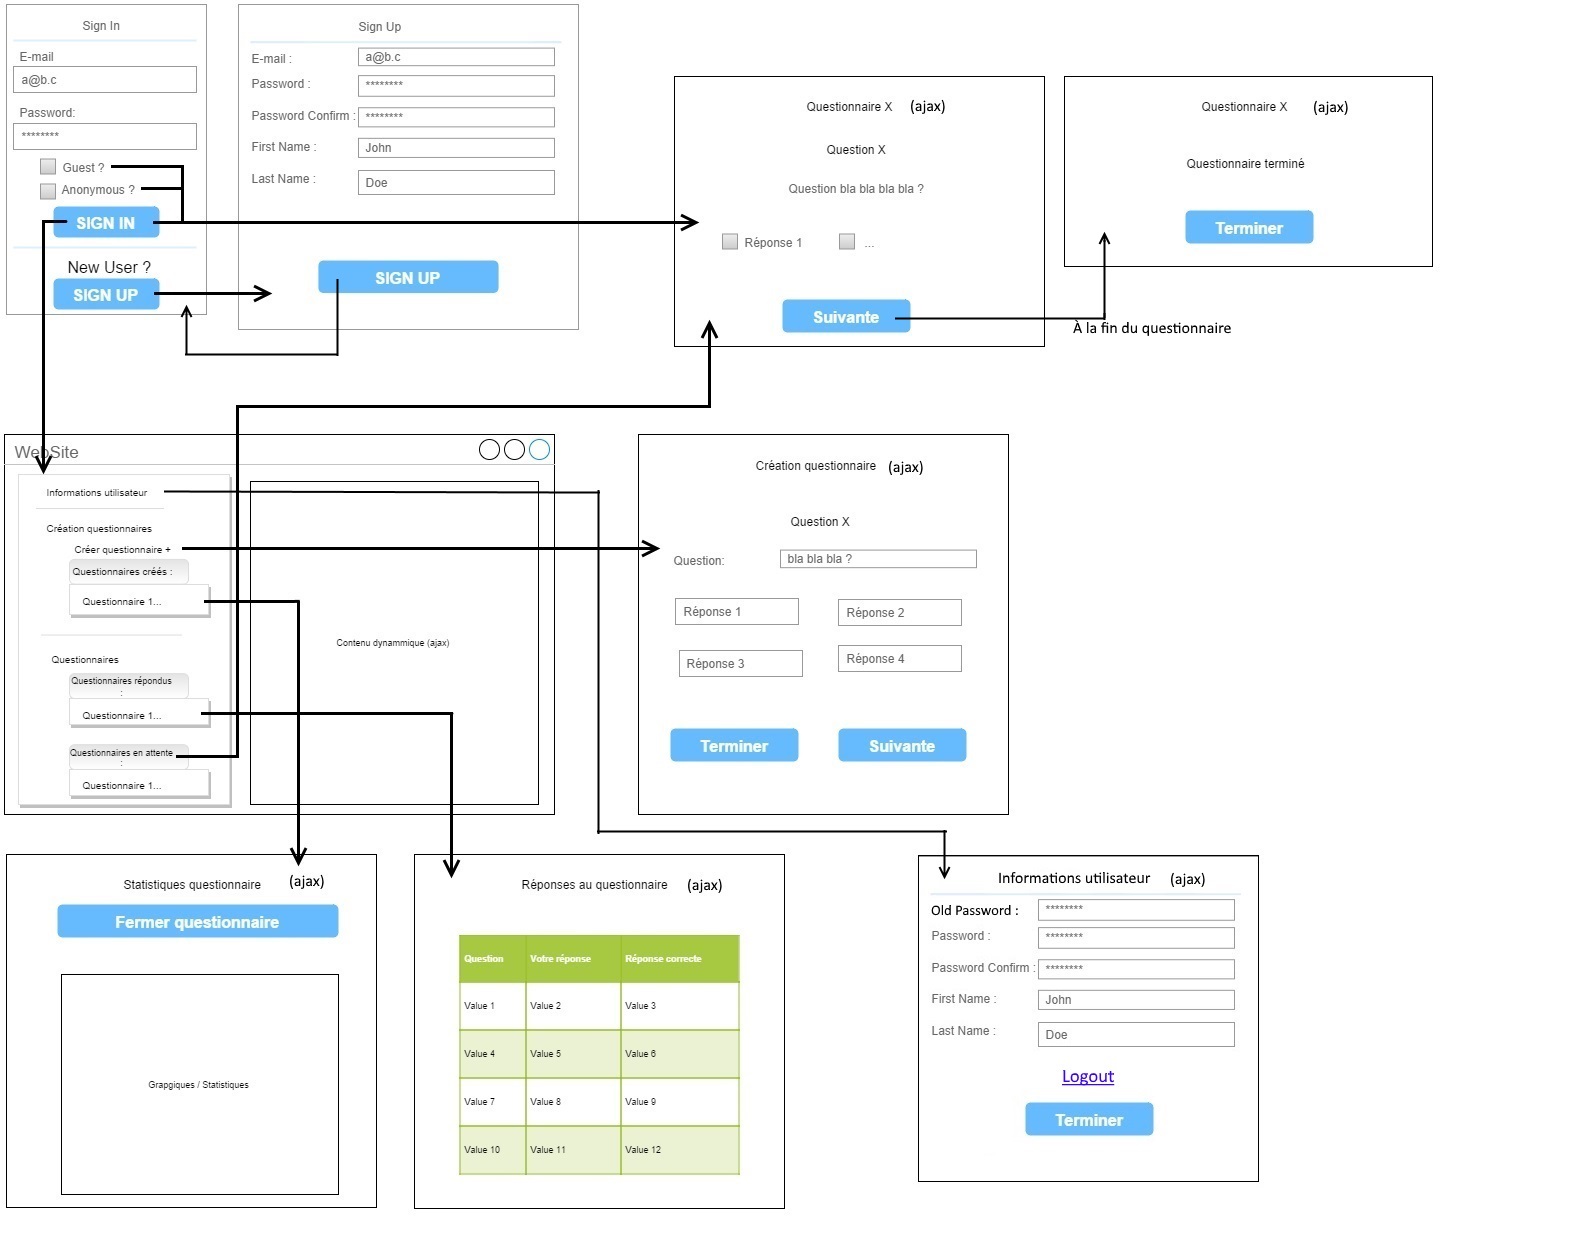 Sign In
E-mail
a@b.c
Password:
********
Guest ?
Anonymous ?
SIGN IN
New User ?
SIGN UP
Sign Up
E-mail :
a@b.c
Password :
********
Password Confirm :
********
First Name :
John
Last Name :
Doe
SIGN UP
Questionnaire X (ajax)
Question X
Question bla bla bla bla ?
Réponse 1
...
Suivante
Questionnaire X (ajax)
Questionnaire terminé
Terminer
À la fin du questionnaire
WebSite
Informations utilisateur
Création questionnaires
Créer questionnaire +
Questionnaires créés :
Questionnaire 1...
Questionnaires
Questionnaires répondus
:
Questionnaire 1...
Questionnaires en attente
:
Questionnaire 1...
Contenu dynammique (ajax)
Création questionnaire (ajax)
Question X
Question:
bla bla bla ?
Réponse 1
Réponse 2
Réponse 3
Réponse 4
Terminer
Suivante
Statistiques questionnaire (ajax)
Fermer questionnaire
Grapgiques / Statistiques
Réponses au questionnaire (ajax)
Question Votre réponse Réponse correcte
Value 1 Value 2 Value 3
Value 4 Value 5 Value 6
Value 7 Value 8 Value 9
Value 10 Value 11 Value 12
Informations utilisateur (ajax)
Old Password :
********
Password :
********
Password Confirm :
********
First Name :
John
Last Name :
Doe
Logout
Terminer